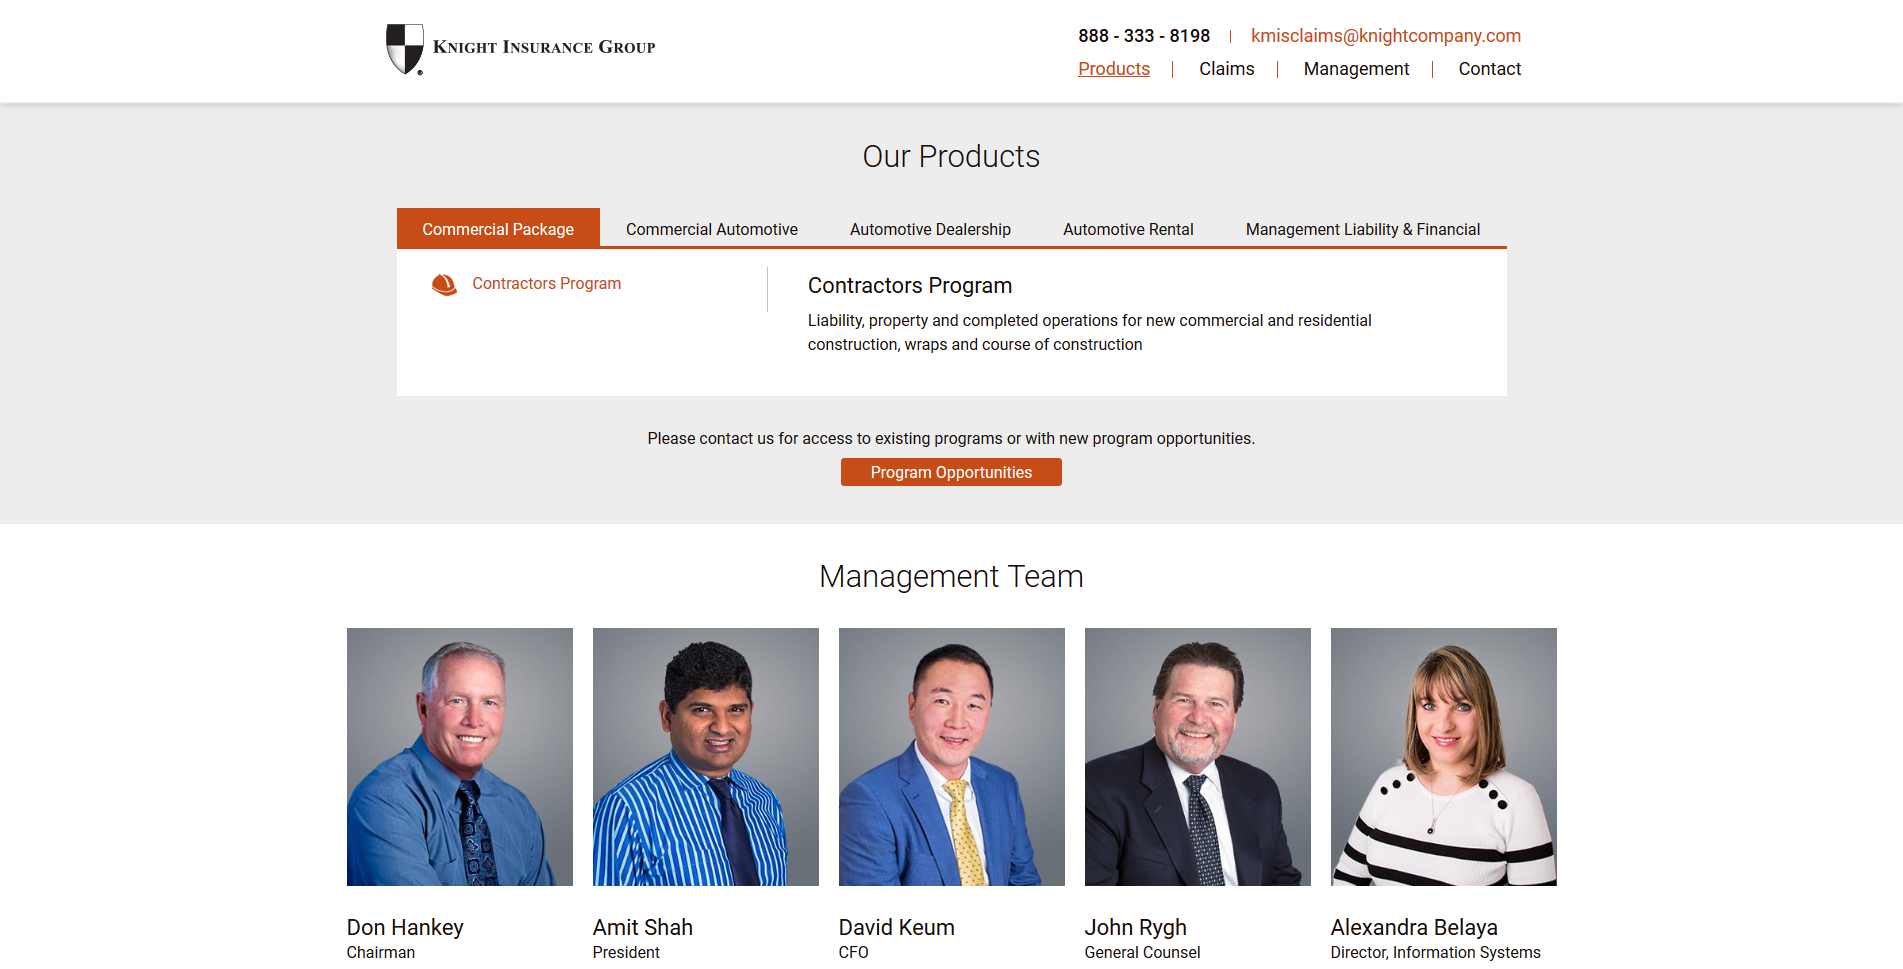 KNIGHT INSURANCE GROUP
888 - 333 - 8198 | kmisclaims@knightcompany.com
Products | Claims | Management | Contact
Our Products
Commercial Package Commercial Automotive Automotive Dealership Automotive Rental Management Liability & Financial
Contractors Program
Contractors Program
Liability, property and completed operations for new commercial and residential
construction, wraps and course of construction
Please contact us for access to existing programs or with new program opportunities.
Program Opportunities
Management Team
Don Hankey
Chairman
Amit Shah
President
David Keum
CFO
John Rygh
General Counsel
Alexandra Belaya
Director, Information Systems